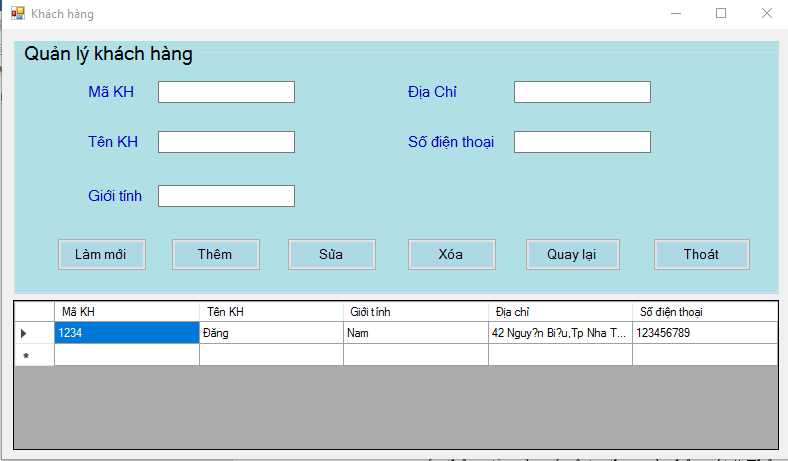 Khách hàng
Quản lý khách hàng
Mã KH
Địa Chỉ
Tên KH
Số điện thoại
Giới tính
Làm mới Thêm Sửa Xóa Quay lại Thoát
Mã KH Tên KH Giới tính Địa chỉ Số điện thoại
1234 Đăng Nam 42 Nguy?n Bi?u,Tp Nha T... 123456789